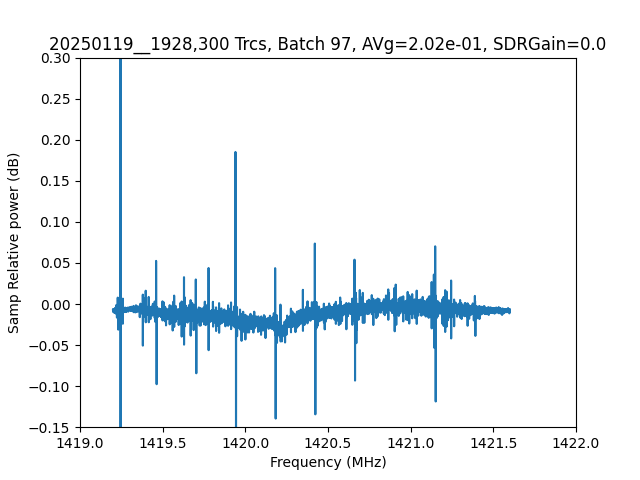 20250119__1928,300 Trcs, Batch 97, AVg=2.02e-01, SDRGain=0.0
0.30
0.25
0.20
0.15
0.10
0.05
0.00
−0.05
−0.10
−0.15
Samp Relative power (dB)
1419.0 1419.5 1420.0 1420.5 1421.0 1421.5 1422.0
Frequency (MHz)